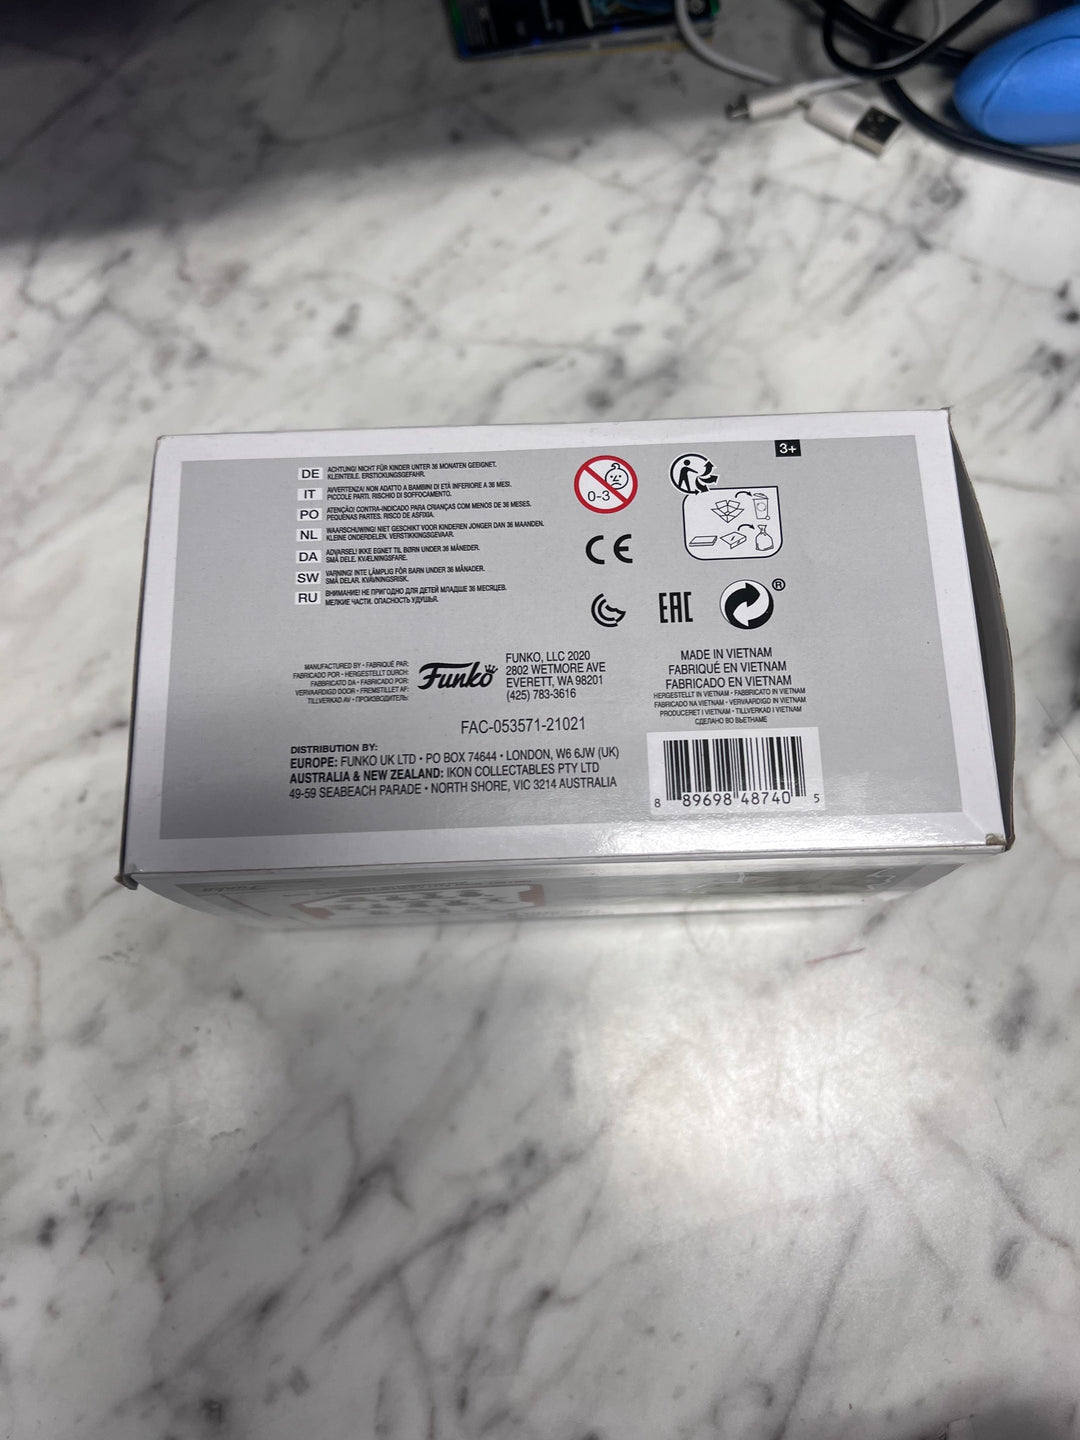 3+
DE ACHTUNG! NICHT FÜR KINDER UNTER 36 MONATEN GEEIGNET.
KLEINTEILE. ERSTICKUNGSGEFAHR.
IT AVVERTENZA! NON ADATTO A BAMBINI DI ETÀ INFERIORE A 36 MESI.
PICCOLE PARTI. RISCHIO DI SOFFOCAMENTO.
PO ATENÇÃO! CONTRA-INDICADO PARA CRIANÇAS COM MENOS DE 36 MESES.
PEQUENAS PARTES. RISCO DE ASFIXIA.
NL WAARSCHUWING! NIET GESCHIKT VOOR KINDEREN JONGER DAN 36 MAANDEN.
KLEINE ONDERDELEN. VERSTIKKINGSGEVAAR.
DA ADVARSEL! IKKE EGNET TIL BØRN UNDER 36 MÅNEDER.
SMÅ DELE. KVÆLNINGSFARE.
SW VARNING! INTE LÄMPLIG FÖR BARN UNDER 36 MÅNADER.
SMÅ DELAR. KVÄVNINGSRISK.
RU ВНИМАНИЕ! НЕ ПРИГОДНО ДЛЯ ДЕТЕЙ МЛАДШЕ 36 МЕСЯЦЕВ.
МЕЛКИЕ ЧАСТИ. ОПАСНОСТЬ УДУШЬЯ.
0-3
CE
EAC
®
MANUFACTURED BY • FABRIQUÉ PAR:
FABRICADO POR • HERGESTELLT DURCH:
FABBRICATO DA • FABRICADO POR:
VERVAARDIGD DOOR • FREMSTILLET AF:
TILLVERKAD AV • ПРОИЗВОДИТЕЛЬ:
Funko
FUNKO, LLC 2020
2802 WETMORE AVE
EVERETT, WA 98201
(425) 783-3616
FAC-053571-21021
DISTRIBUTION BY:
EUROPE: FUNKO UK LTD • PO BOX 74644 • LONDON, W6 6JW (UK)
AUSTRALIA & NEW ZEALAND: IKON COLLECTABLES PTY LTD
49-59 SEABEACH PARADE • NORTH SHORE, VIC 3214 AUSTRALIA
MADE IN VIETNAM
FABRIQUÉ EN VIETNAM
FABRICADO EN VIETNAM
HERGESTELLT IN VIETNAM • FABBRICATO IN VIETNAM
FABRICADO NA VIETNAM • VERVAARDIGD IN VIETNAM
PRODUCERET I VIETNAM • TILLVERKAD I VIETNAM
СДЕЛАНО ВО ВЬЕТНАМЕ
8 89698 48740 5
Funko